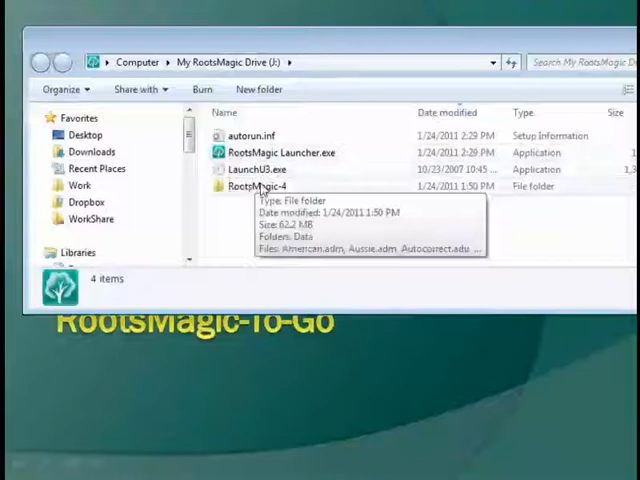 Computer ▸ My RootsMagic Drive (J:) ▸
Search My RootsMagic D
Organize Share with Burn New folder
Name Date modified Type Size
Favorites
Desktop
Downloads
Recent Places
Work
Dropbox
WorkShare
Libraries
autorun.inf 1/24/2011 2:29 PM Setup Information
RootsMagic Launcher.exe 1/24/2011 2:29 PM Application
LaunchU3.exe 10/23/2007 10:45 ... Application
RootsMagic-4 1/24/2011 1:50 PM File folder
Type: File folder
Date modified: 1/24/2011 1:50 PM
Size: 62.2 MB
Folders: Data
Files: American.adm, Aussie.adm, Autocorrect.adu, ...
4 items
RootsMagic-To-Go